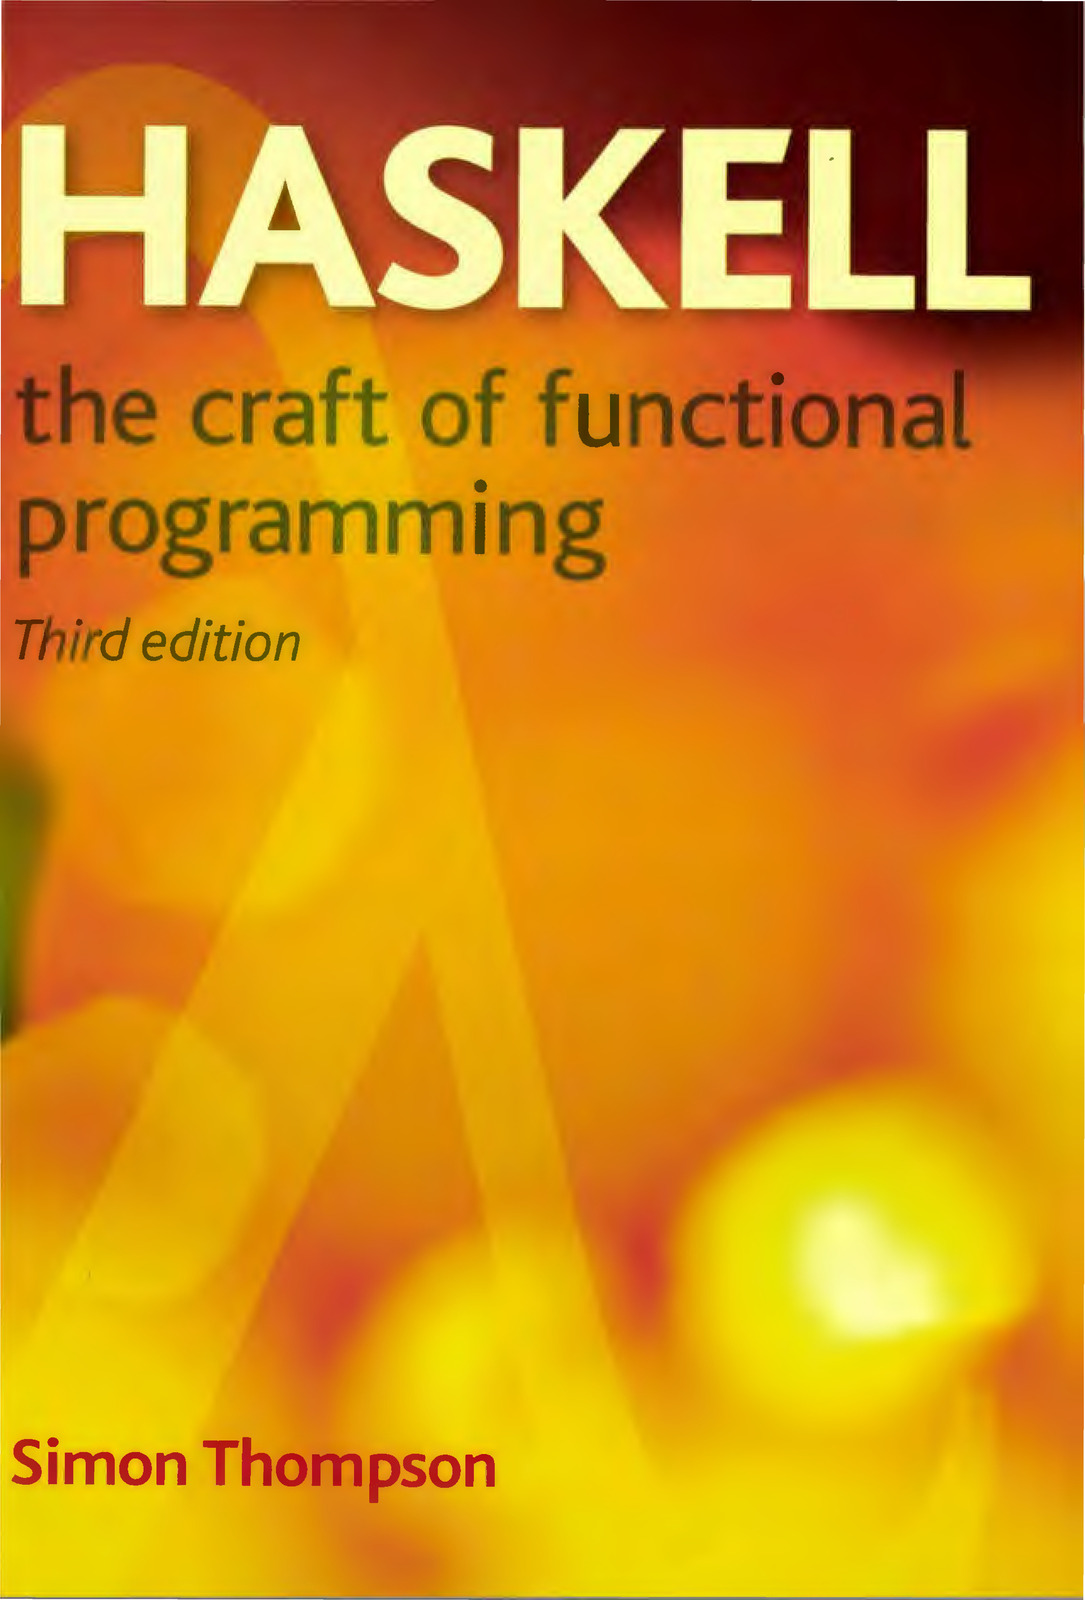 HASKELL
the craft of functional
programming
Third edition
Simon Thompson